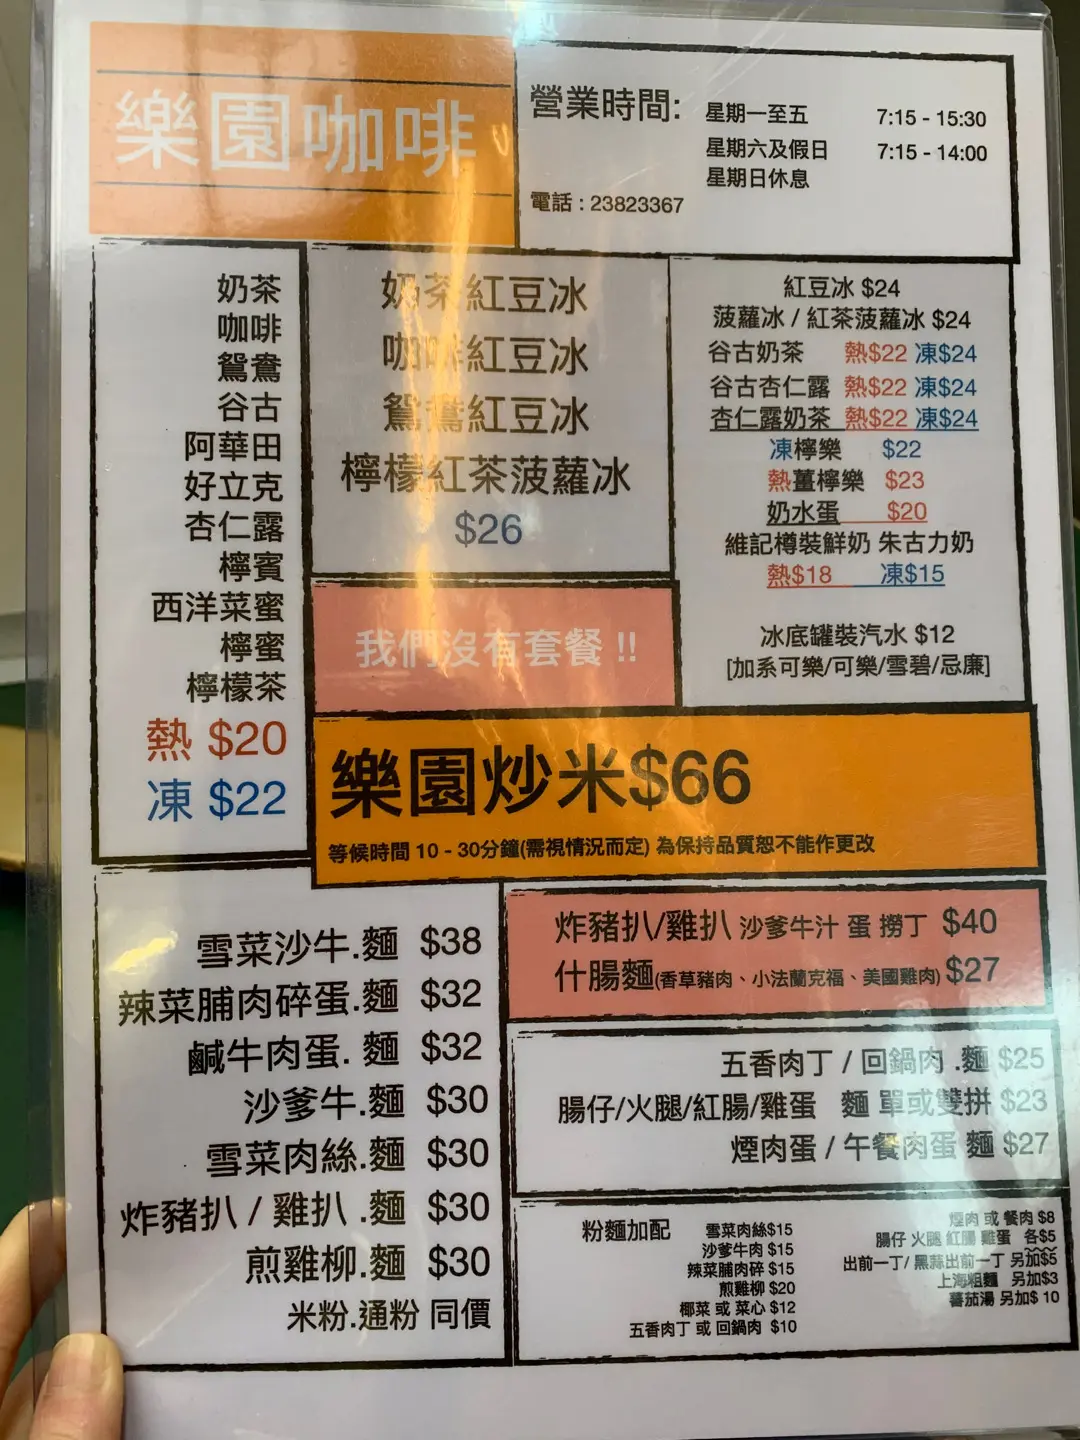 樂園咖啡
營業時間:
星期一至五 7:15 - 15:30
星期六及假日 7:15 - 14:00
星期日休息
電話 : 23823367
奶茶
咖啡
鴛鴦
谷古
阿華田
好立克
杏仁露
檸賓
西洋菜蜜
檸蜜
檸檬茶
熱 $20
凍 $22
奶茶紅豆冰
咖啡紅豆冰
鴛鴦紅豆冰
檸檬紅茶菠蘿冰
$26
紅豆冰 $24
菠蘿冰 / 紅茶菠蘿冰 $24
谷古奶茶 熱$22 凍$24
谷古杏仁露 熱$22 凍$24
杏仁露奶茶 熱$22 凍$24
凍檸樂 $22
熱薑檸樂 $23
奶水蛋 $20
維記樽裝鮮奶 朱古力奶
熱$18 凍$15
冰底罐裝汽水 $12
[加系可樂/可樂/雪碧/忌廉]
我們沒有套餐 !!
樂園炒米$66
等候時間 10 - 30分鐘(需視情況而定) 為保持品質恕不能作更改
雪菜沙牛.麵 $38
辣菜脯肉碎蛋.麵 $32
鹹牛肉蛋. 麵 $32
沙爹牛.麵 $30
雪菜肉絲.麵 $30
炸豬扒 / 雞扒 .麵 $30
煎雞柳.麵 $30
米粉.通粉 同價
炸豬扒/雞扒 沙爹牛汁 蛋 撈丁 $40
什腸麵(香草豬肉、小法蘭克福、美國雞肉) $27
五香肉丁 / 回鍋肉 .麵 $25
腸仔/火腿/紅腸/雞蛋 麵 單或雙拼 $23
煙肉蛋 / 午餐肉蛋 麵 $27
粉麵加配
雪菜肉絲$15
沙爹牛肉 $15
辣菜脯肉碎 $15
煎雞柳 $20
椰菜 或 菜心 $12
五香肉丁 或 回鍋肉 $10
煙肉 或 餐肉 $8
腸仔 火腿 紅腸 雞蛋 各$5
出前一丁/ 黑蒜出前一丁 另加$5
上海粗麵 另加$3
蕃茄湯 另加$ 10